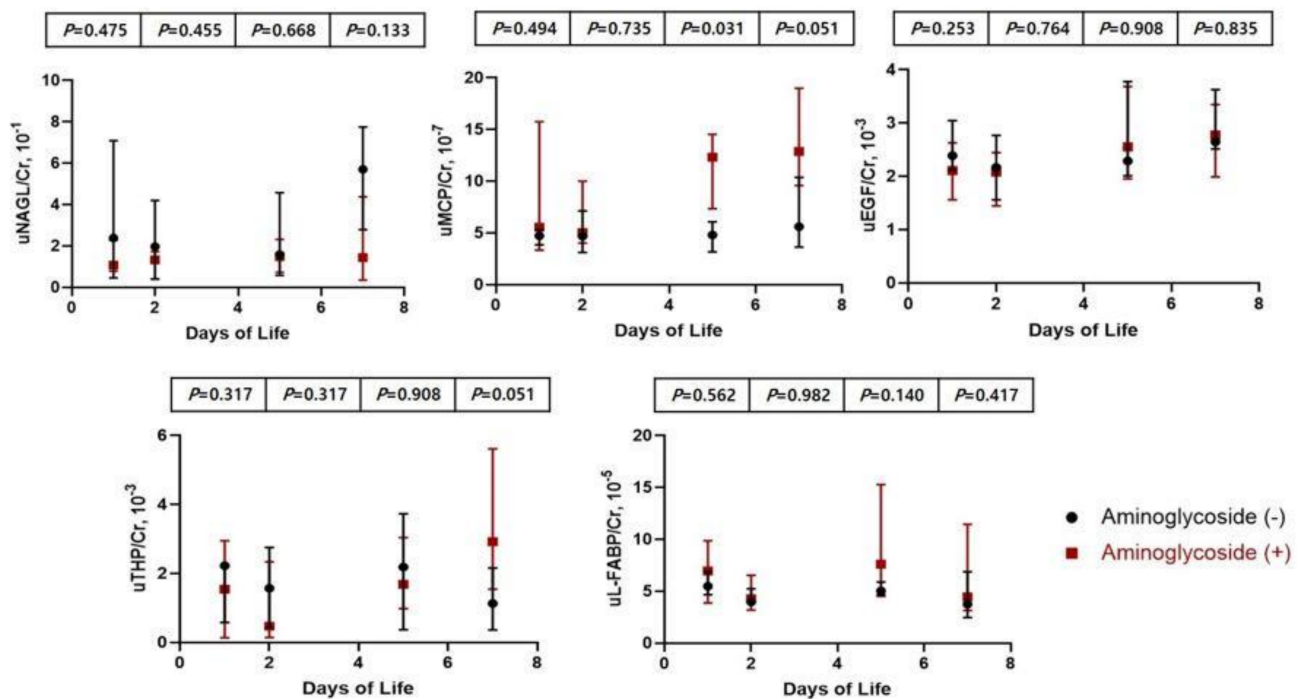 P=0.475 P=0.455 P=0.668 P=0.133
10
8
6
4
2
0
uNAGL/Cr, 10⁻¹
0 2 4 6 8
Days of Life
P=0.494 P=0.735 P=0.031 P=0.051
20
15
10
5
0
uMCP/Cr, 10⁻⁷
0 2 4 6 8
Days of Life
P=0.253 P=0.764 P=0.908 P=0.835
4
3
2
1
0
uEGF/Cr, 10⁻³
0 2 4 6 8
Days of Life
P=0.317 P=0.317 P=0.908 P=0.051
6
4
2
0
uTHP/Cr, 10⁻³
0 2 4 6 8
Days of Life
P=0.562 P=0.982 P=0.140 P=0.417
20
15
10
5
0
uL-FABP/Cr, 10⁻⁵
0 2 4 6 8
Days of Life
Aminoglycoside (-)
Aminoglycoside (+)